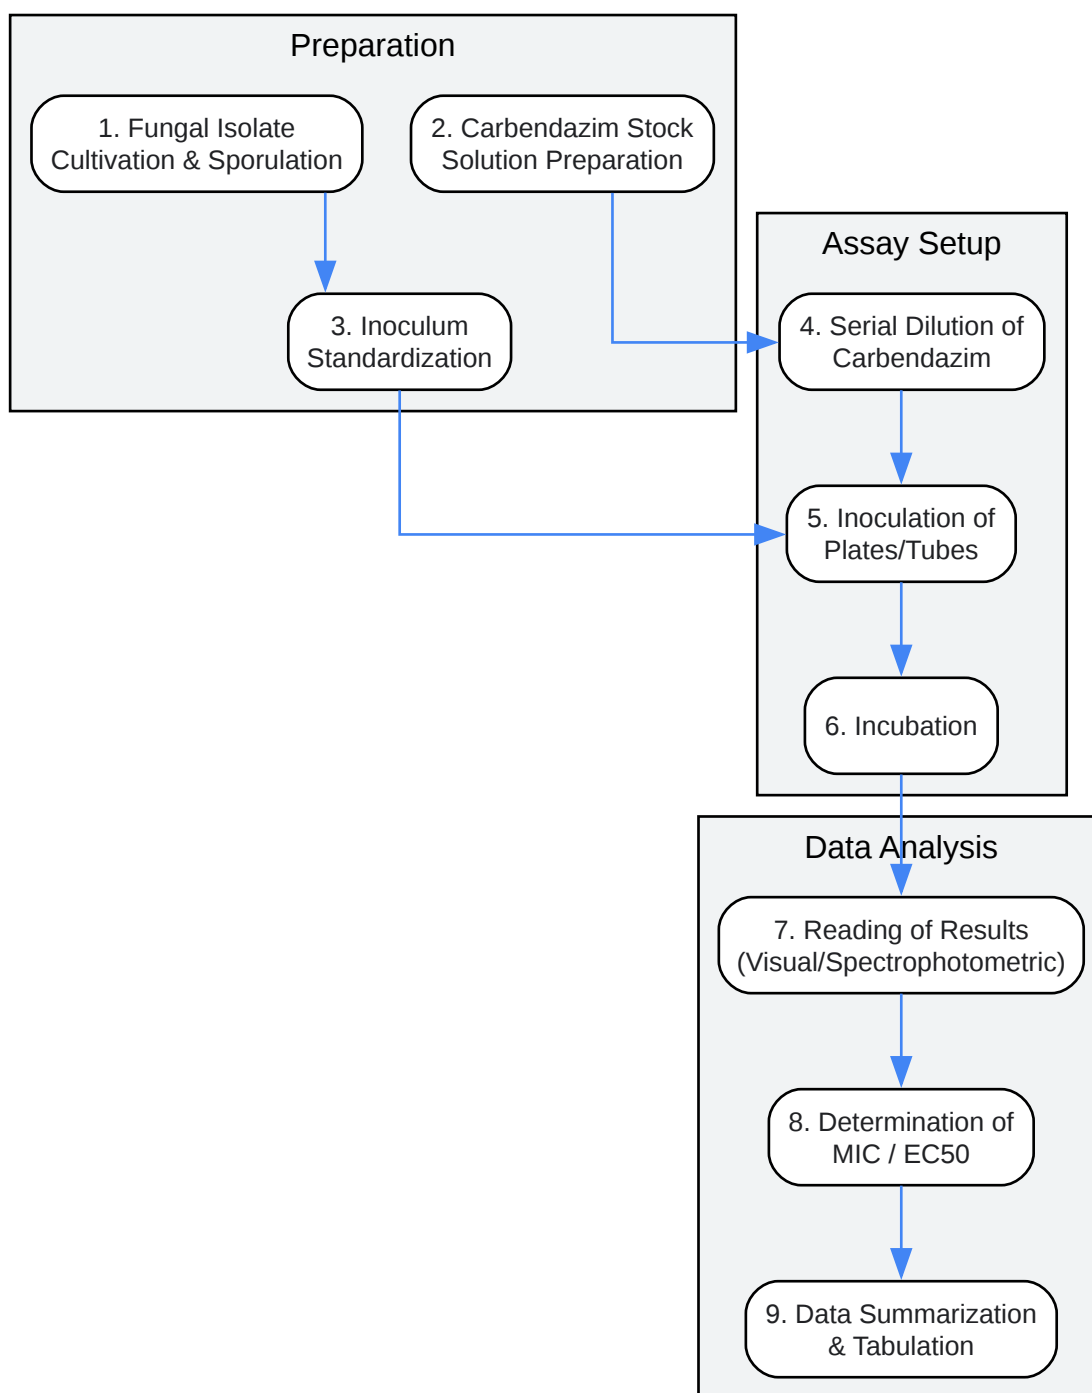 Preparation
1. Fungal Isolate
Cultivation & Sporulation
2. Carbendazim Stock
Solution Preparation
3. Inoculum
Standardization
Assay Setup
4. Serial Dilution of
Carbendazim
5. Inoculation of
Plates/Tubes
6. Incubation
Data Analysis
7. Reading of Results
(Visual/Spectrophotometric)
8. Determination of
MIC / EC50
9. Data Summarization
& Tabulation